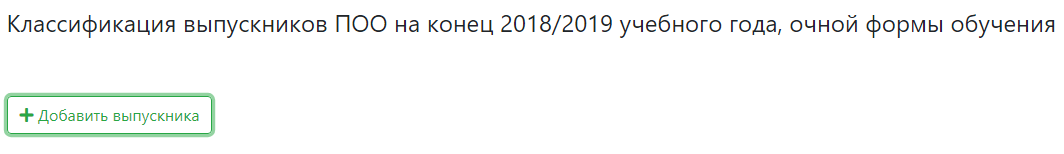 Классификация выпускников ПОО на конец 2018/2019 учебного года, очной формы обучения
+ Добавить выпускника